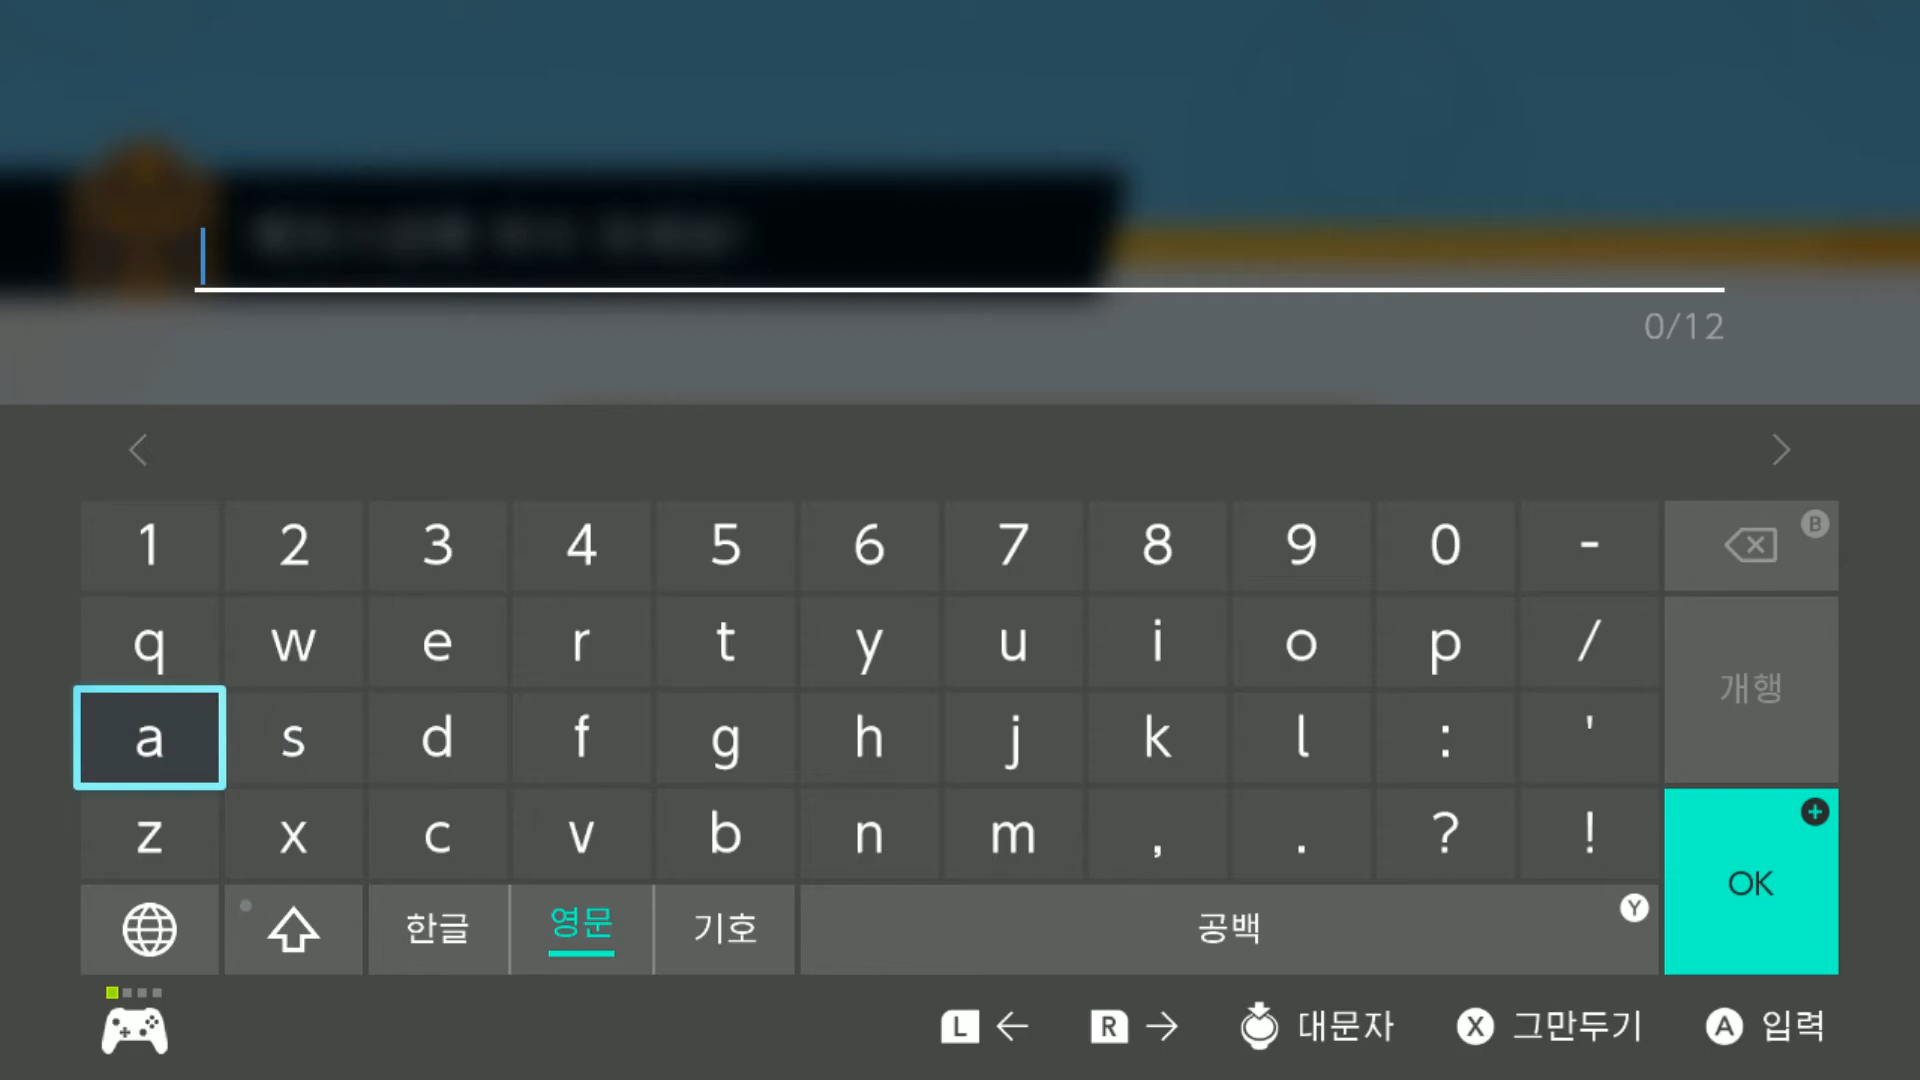 0/12
1 2 3 4 5 6 7 8 9 0 - B
q w e r t y u i o p /
개행
a s d f g h j k l : '
z x c v b n m , . ? ! +
OK
한글 영문 기호 공백 Y
L ← R → 대문자 X 그만두기 A 입력